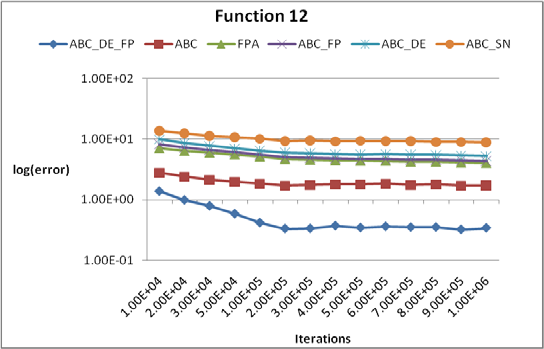 Function 12
ABC_DE_FP ABC FPA ABC_FP ABC_DE ABC_SN
1.00E+02
1.00E+01
log(error)
1.00E+00
1.00E-01
1.00E+04 2.00E+04 3.00E+04 5.00E+04 1.00E+05 2.00E+05 3.00E+05 4.00E+05 5.00E+05 6.00E+05 7.00E+05 8.00E+05 9.00E+05 1.00E+06
Iterations